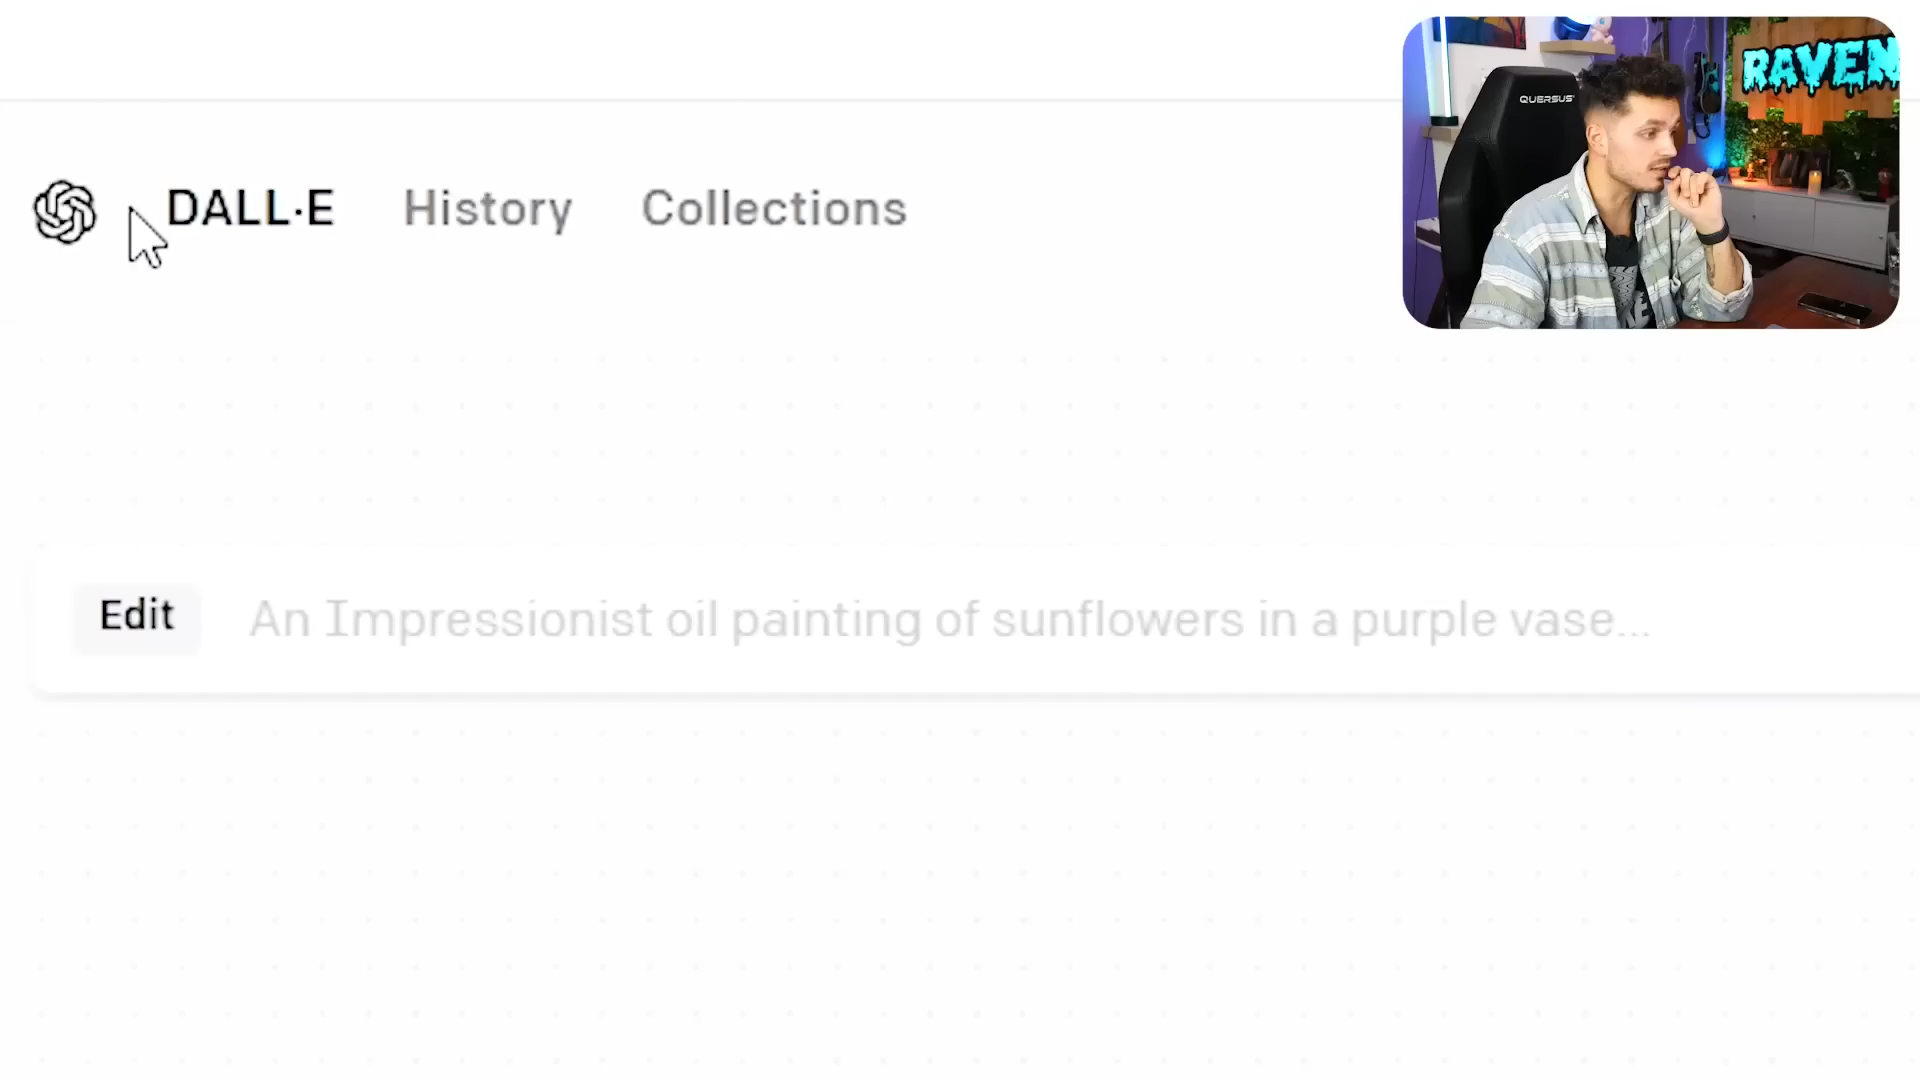 QUERSUS
RAVEN
DALL·E History Collections
Edit An Impressionist oil painting of sunflowers in a purple vase...